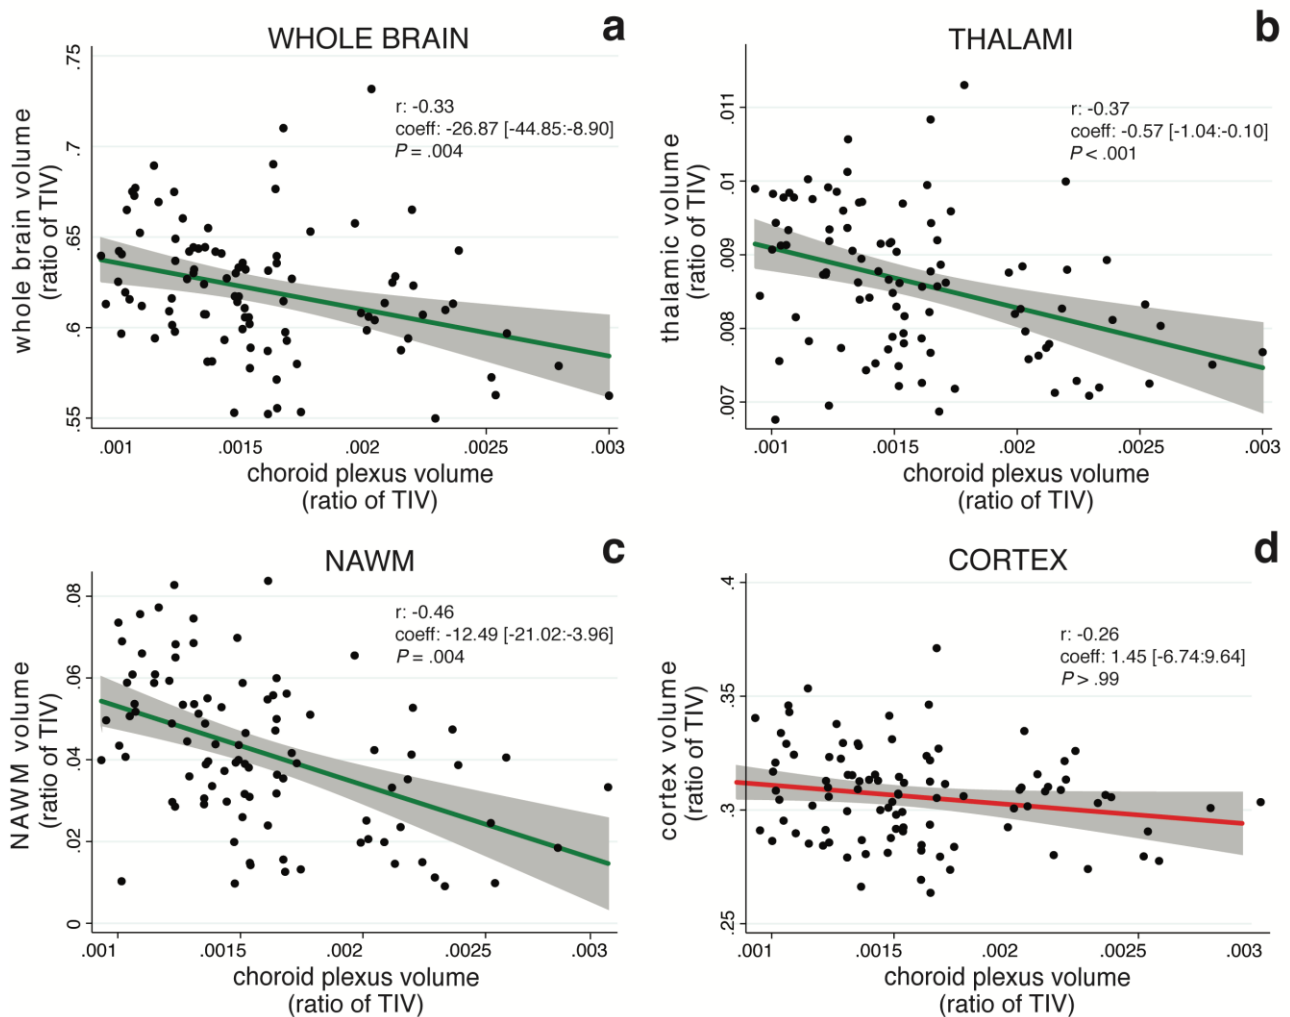 a
WHOLE BRAIN
r: -0.33
coeff: -26.87 [-44.85:-8.90]
P = .004
whole brain volume
(ratio of TIV)
.75
.7
.65
.6
.55
.001 .0015 .002 .0025 .003
choroid plexus volume
(ratio of TIV)
b
THALAMI
r: -0.37
coeff: -0.57 [-1.04:-0.10]
P < .001
thalamic volume
(ratio of TIV)
.011
.01
.009
.008
.007
.001 .0015 .002 .0025 .003
choroid plexus volume
(ratio of TIV)
c
NAWM
r: -0.46
coeff: -12.49 [-21.02:-3.96]
P = .004
NAWM volume
(ratio of TIV)
.08
.06
.04
.02
0
.001 .0015 .002 .0025 .003
choroid plexus volume
(ratio of TIV)
d
CORTEX
r: -0.26
coeff: 1.45 [-6.74:9.64]
P > .99
cortex volume
(ratio of TIV)
.4
.35
.3
.25
.001 .0015 .002 .0025 .003
choroid plexus volume
(ratio of TIV)